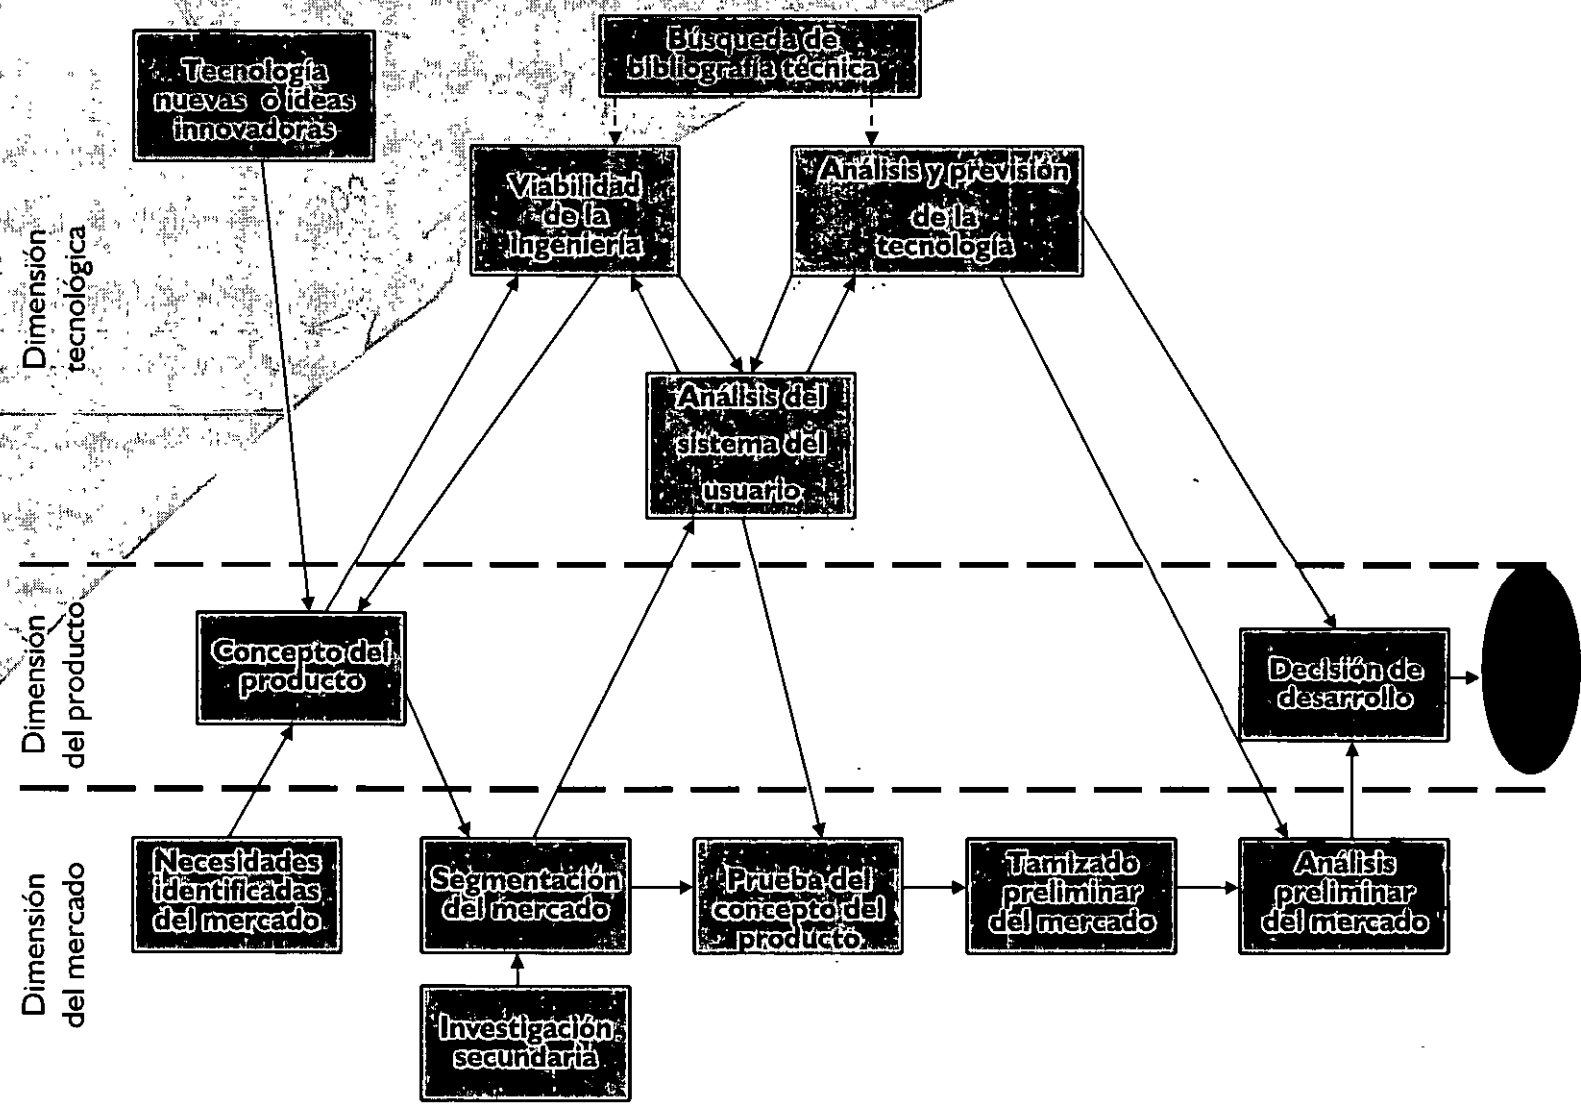 Búsqueda de
bibliografía técnica
Tecnología
nuevas o ideas
innovadoras
Viabilidad
de la
ingeniería
Análisis y previsión
de la
tecnología
Dimensión
tecnológica
Análisis del
sistema del
usuario
Dimensión
del producto
Concepto del
producto
Decisión de
desarrollo
Dimensión
del mercado
Necesidades
identificadas
del mercado
Segmentación
del mercado
Prueba del
concepto del
producto
Tamizado
preliminar
del mercado
Análisis
preliminar
del mercado
Investigación
secundaria